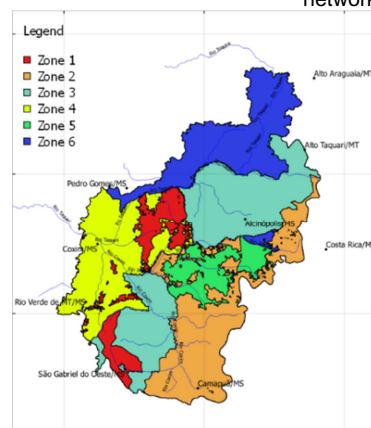 network
Legend
Zone 1
Zone 2
Zone 3
Zone 4
Zone 5
Zone 6
Alto Araguaia/MT
Alto Taquari/MT
Pedro Gomes/MS
Alcinópolis/MS
Coxim/MS
Costa Rica/M
Rio Verde de MT/MS
São Gabriel do Oeste/MS
Camapuã/MS